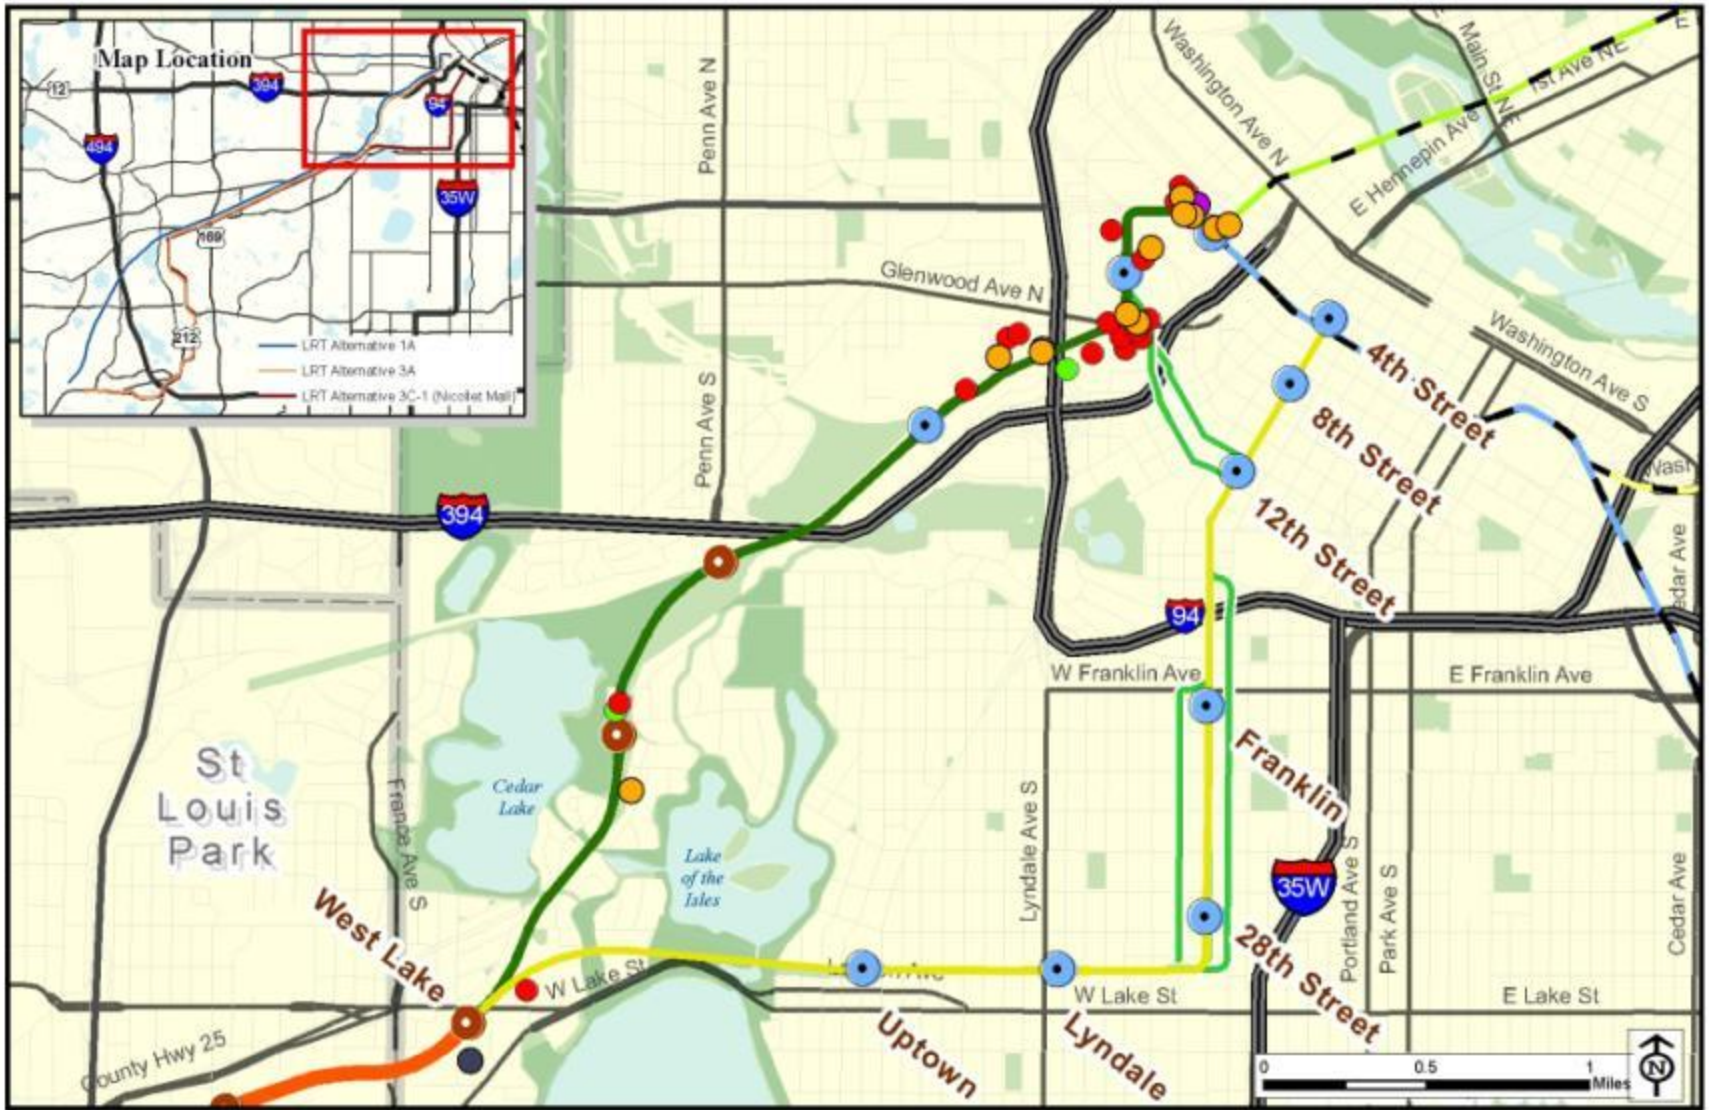 Map Location
12
394
94
494
35W
169
212
LRT Alternative 1A
LRT Alternative 3A
LRT Alternative 3C-1 (Nicollet Mall)
Penn Ave N
Washington Ave N
Main St NE
1st Ave NE
E Hennepin Ave
Glenwood Ave N
Washington Ave S
Penn Ave S
4th Street
8th Street
12th Street
394
94
W Franklin Ave
E Franklin Ave
St
Louis
Park
France Ave S
Cedar
Lake
Lake
of the
Isles
Lyndale Ave S
Franklin
35W
Portland Ave S
Park Ave S
Cedar Ave
West Lake
W Lake St
W Lake St
E Lake St
28th Street
Uptown
Lyndale
County Hwy 25
0 0.5 1
Miles
N